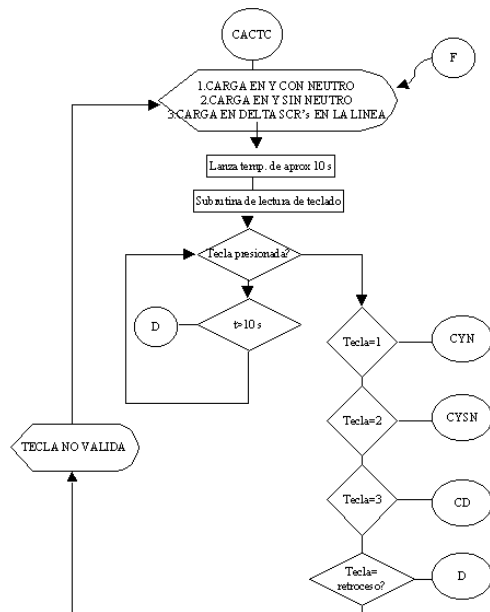 CACTC
F
1.CARGA EN Y CON NEUTRO
2.CARGA EN Y SIN NEUTRO
3.CARGA EN DELTA SCR's EN LA LINEA
Lanza temp. de aprox 10 s
Subrutina de lectura de teclado
Tecla presionada?
D
t>10 s
Tecla=1
CYN
Tecla=2
CYSN
TECLA NO VALIDA
Tecla=3
CD
Tecla=
retroceso?
D